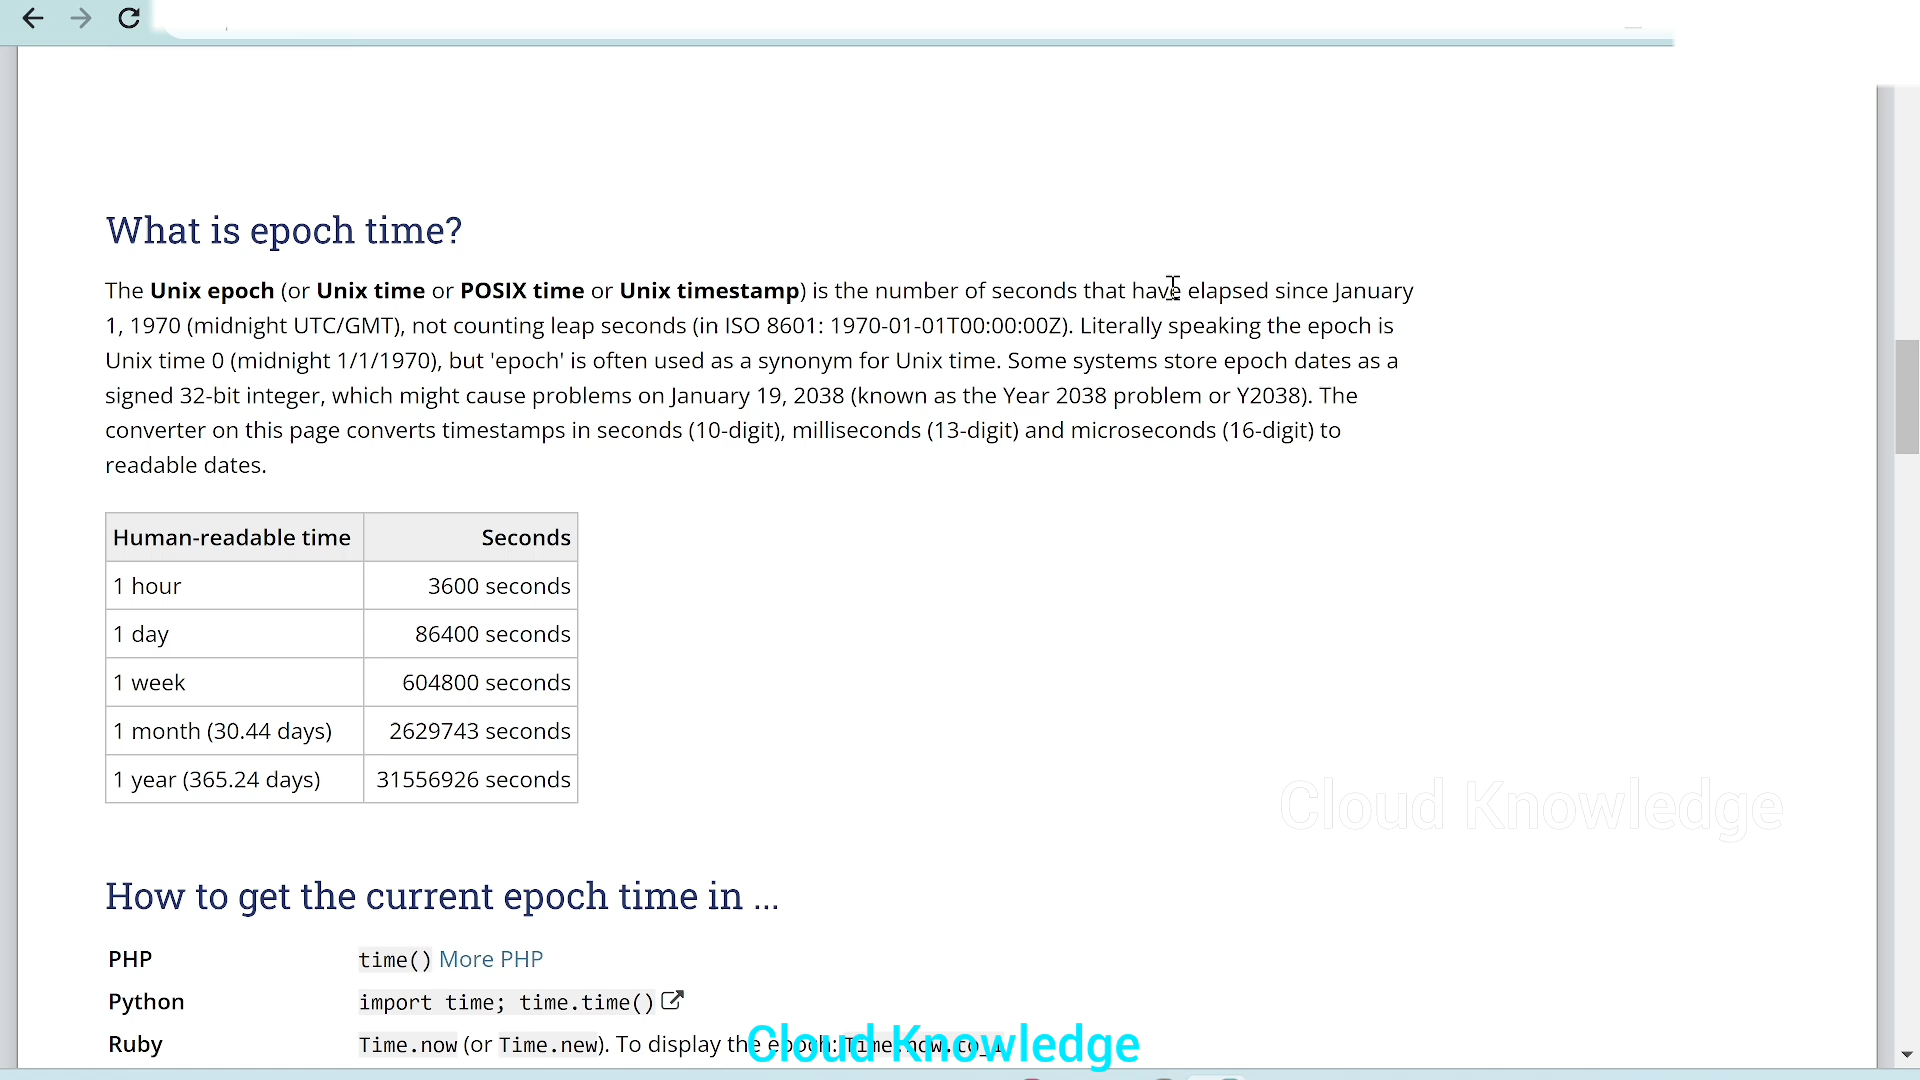 What is epoch time?
The Unix epoch (or Unix time or POSIX time or Unix timestamp) is the number of seconds that have elapsed since January
1, 1970 (midnight UTC/GMT), not counting leap seconds (in ISO 8601: 1970-01-01T00:00:00Z). Literally speaking the epoch is
Unix time 0 (midnight 1/1/1970), but 'epoch' is often used as a synonym for Unix time. Some systems store epoch dates as a
signed 32-bit integer, which might cause problems on January 19, 2038 (known as the Year 2038 problem or Y2038). The
converter on this page converts timestamps in seconds (10-digit), milliseconds (13-digit) and microseconds (16-digit) to
readable dates.
Human-readable time Seconds
1 hour 3600 seconds
1 day 86400 seconds
1 week 604800 seconds
1 month (30.44 days) 2629743 seconds
1 year (365.24 days) 31556926 seconds
Cloud Knowledge
How to get the current epoch time in ...
PHP time() More PHP
Python import time; time.time()
Ruby Time.now (or Time.new). To display the epoch: Time.now.to_i
Cloud Knowledge